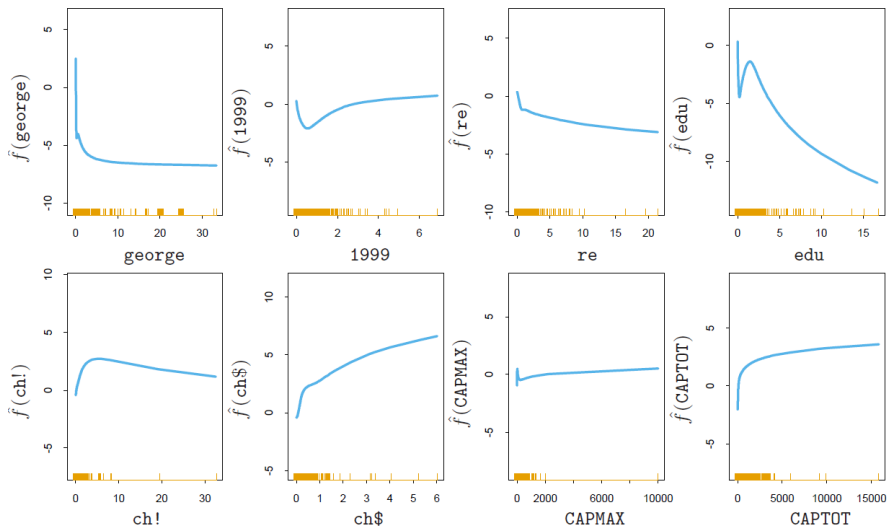 f̂(george)
5
0
-5
-10
0 10 20 30
george
f̂(1999)
5
0
-5
0 2 4 6
1999
f̂(re)
5
0
-5
-10
0 5 10 15 20
re
f̂(edu)
0
-5
-10
0 5 10 15
edu
f̂(ch!)
10
5
0
-5
0 10 20 30
ch!
f̂(ch$)
10
5
0
-5
0 1 2 3 4 5 6
ch$
f̂(CAPMAX)
5
0
-5
0 2000 6000 10000
CAPMAX
f̂(CAPTOT)
5
0
-5
0 5000 10000 15000
CAPTOT